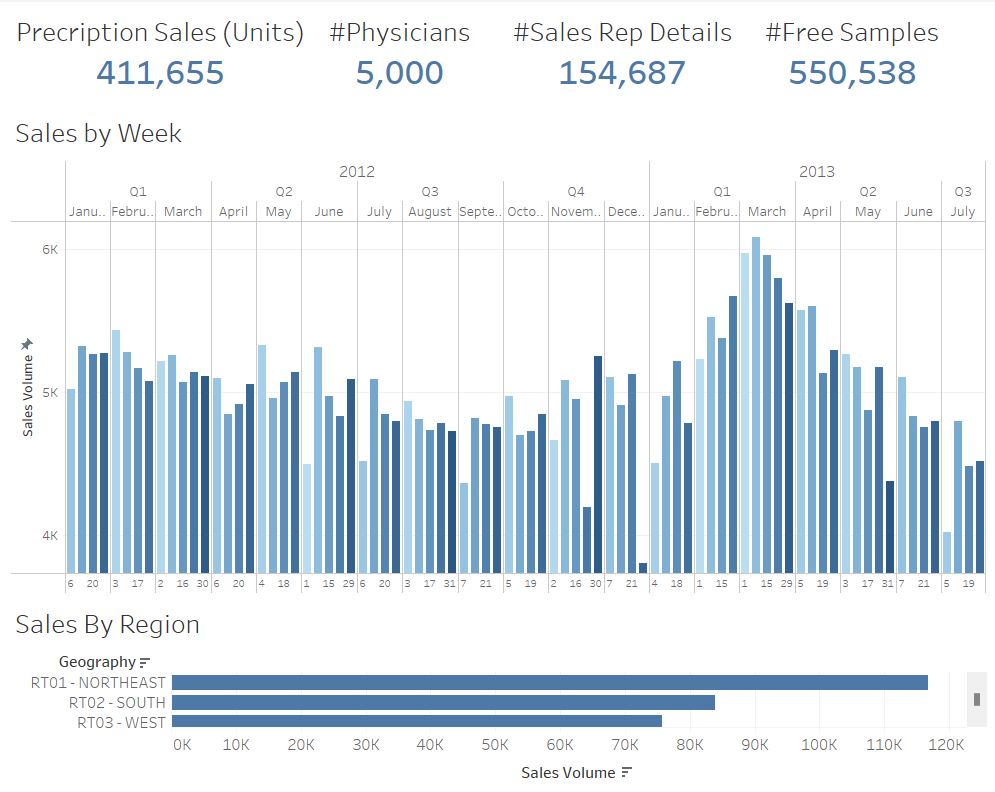 Precription Sales (Units) #Physicians #Sales Rep Details #Free Samples
411,655 5,000 154,687 550,538
Sales by Week
2012 2013
Q1 Q2 Q3 Q4 Q1 Q2 Q3
Janu.. Febru.. March April May June July August Septe.. Octo.. Novem.. Dece.. Janu.. Febru.. March April May June July
6K
5K
4K
Sales Volume
6 20 3 17 2 16 30 6 20 4 18 1 15 29 6 20 3 17 31 7 21 5 19 2 16 30 7 21 4 18 1 15 1 15 29 5 19 3 17 31 7 21 5 19
Sales By Region
Geography
RT01 - NORTHEAST
RT02 - SOUTH
RT03 - WEST
0K 10K 20K 30K 40K 50K 60K 70K 80K 90K 100K 110K 120K
Sales Volume